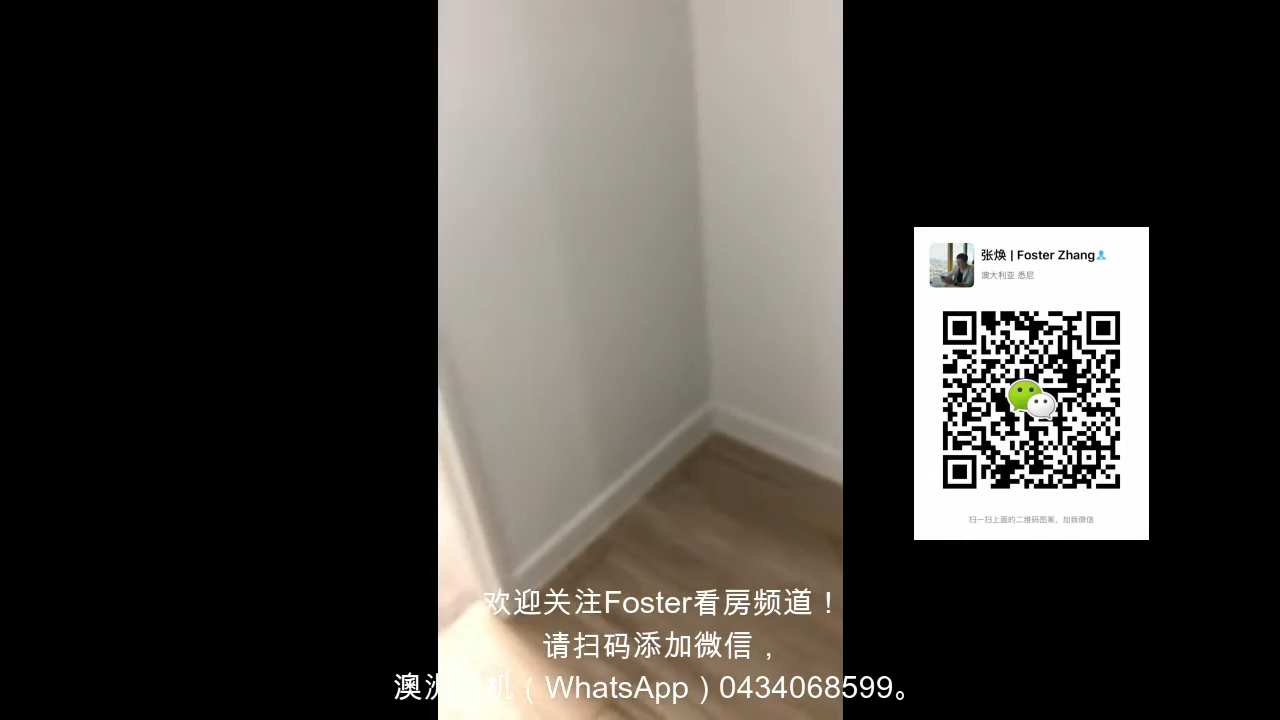 张焕 | Foster Zhang
澳大利亚 悉尼
扫一扫上面的二维码图案，加我微信
欢迎关注Foster看房频道！
请扫码添加微信，
澳洲手机（WhatsApp）0434068599。